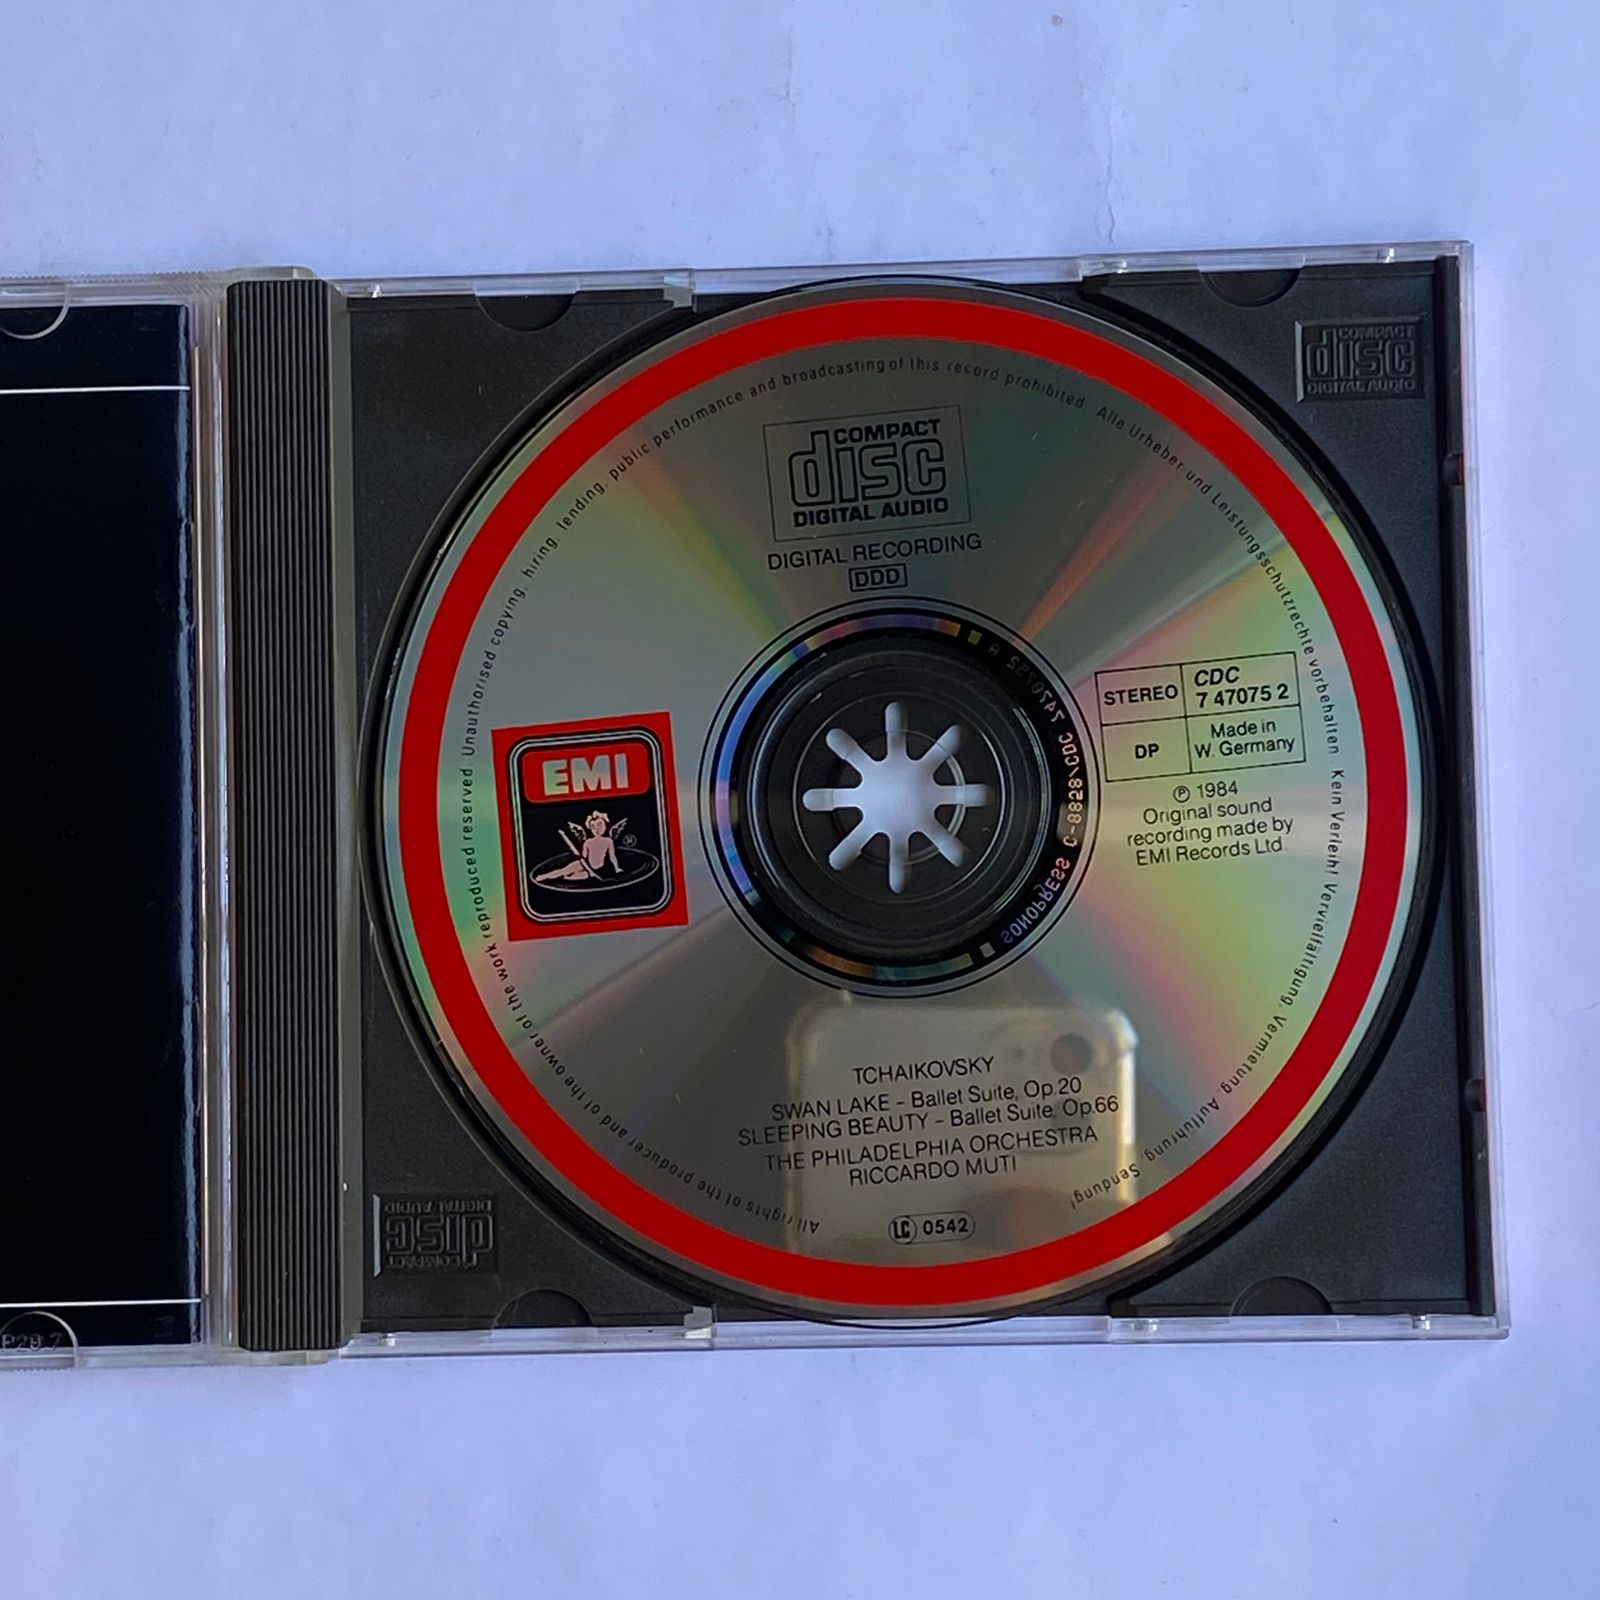 COMPACT
disc
DIGITAL AUDIO
DIGITAL RECORDING
DDD
STEREO
CDC
7 47075 2
DP
Made in
W. Germany
℗ 1984
Original sound
recording made by
EMI Records Ltd.
EMI
®
TCHAIKOVSKY
SWAN LAKE – Ballet Suite, Op.20
SLEEPING BEAUTY – Ballet Suite, Op.66
THE PHILADELPHIA ORCHESTRA
RICCARDO MUTI
LC 0542
All rights of the producer and of the owner of the work reproduced reserved. Unauthorised copying, hiring, lending, public performance and broadcasting of this record prohibited. Alle Urheber und Leistungsschutzrechte vorbehalten. Kein Verleih! Vervielfältigung, Vermietung, Aufführung, Sendung!
SONOPRESS C-8828/CDC 7470752 A
COMPACT
disc
DIGITAL AUDIO
COMPACT
disc
DIGITAL AUDIO